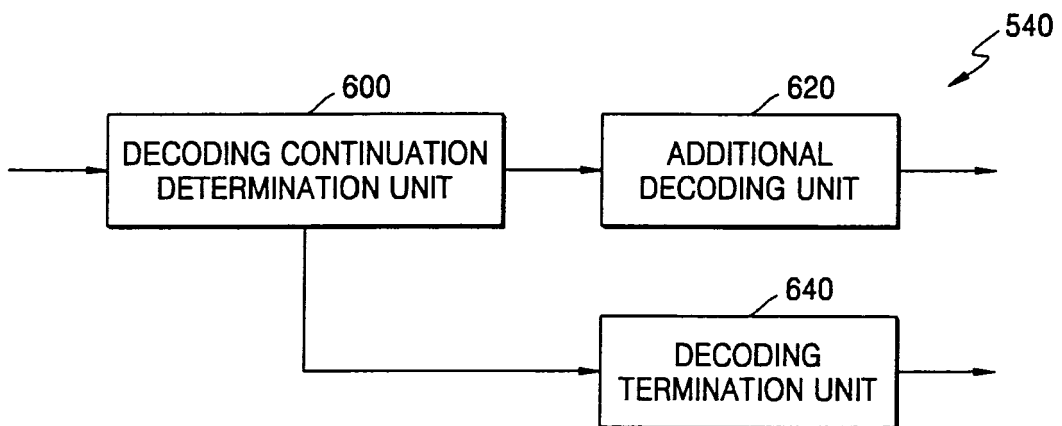 540
600
DECODING CONTINUATION
DETERMINATION UNIT
620
ADDITIONAL
DECODING UNIT
640
DECODING
TERMINATION UNIT